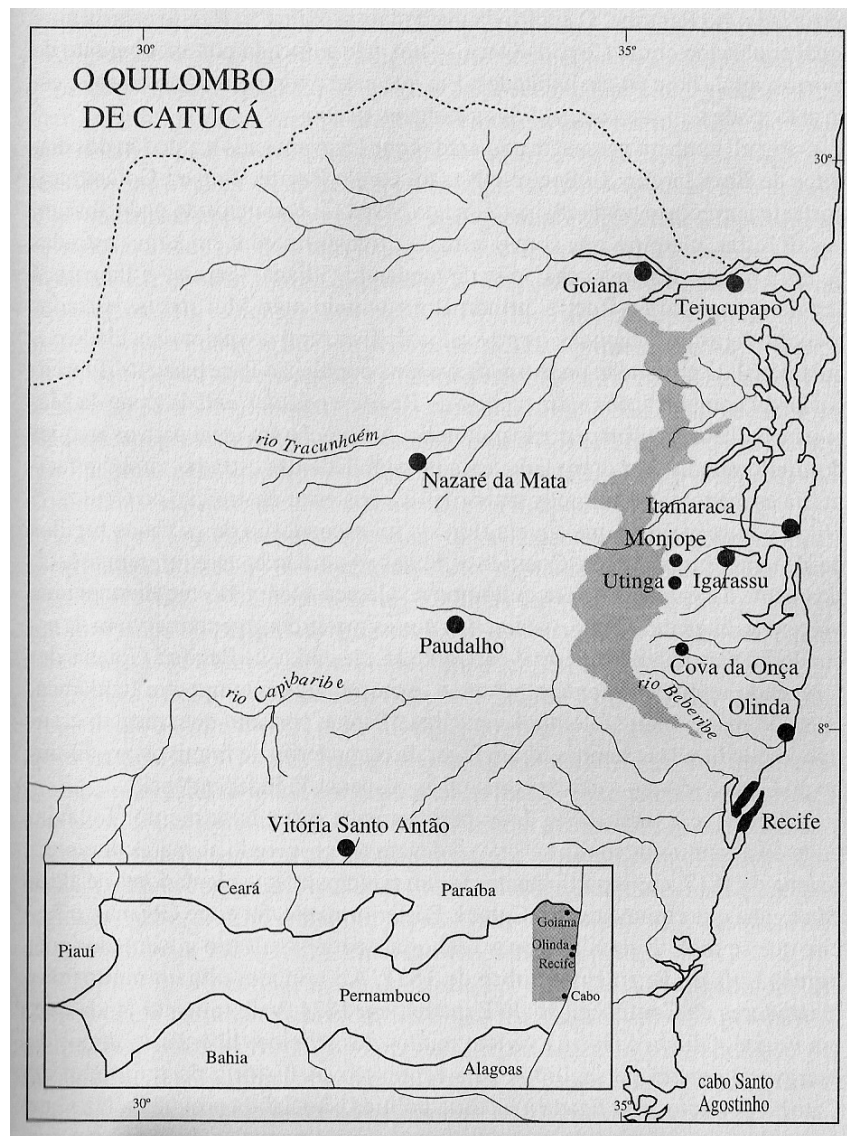 30º
35º
O QUILOMBO
DE CATUCÁ
30º
Goiana
Tejucupapo
rio Tracunhaém
Nazaré da Mata
Itamaraca
Monjope
Utinga
Igarassu
Paudalho
Cova da Onça
rio Capibaribe
rio Beberibe
Olinda
8º
Recife
Vitória Santo Antão
Ceará
Paraíba
Goiana
Piauí
Olinda
Recife
Pernambuco
Cabo
Bahia
Alagoas
cabo Santo
Agostinho
30º
35º